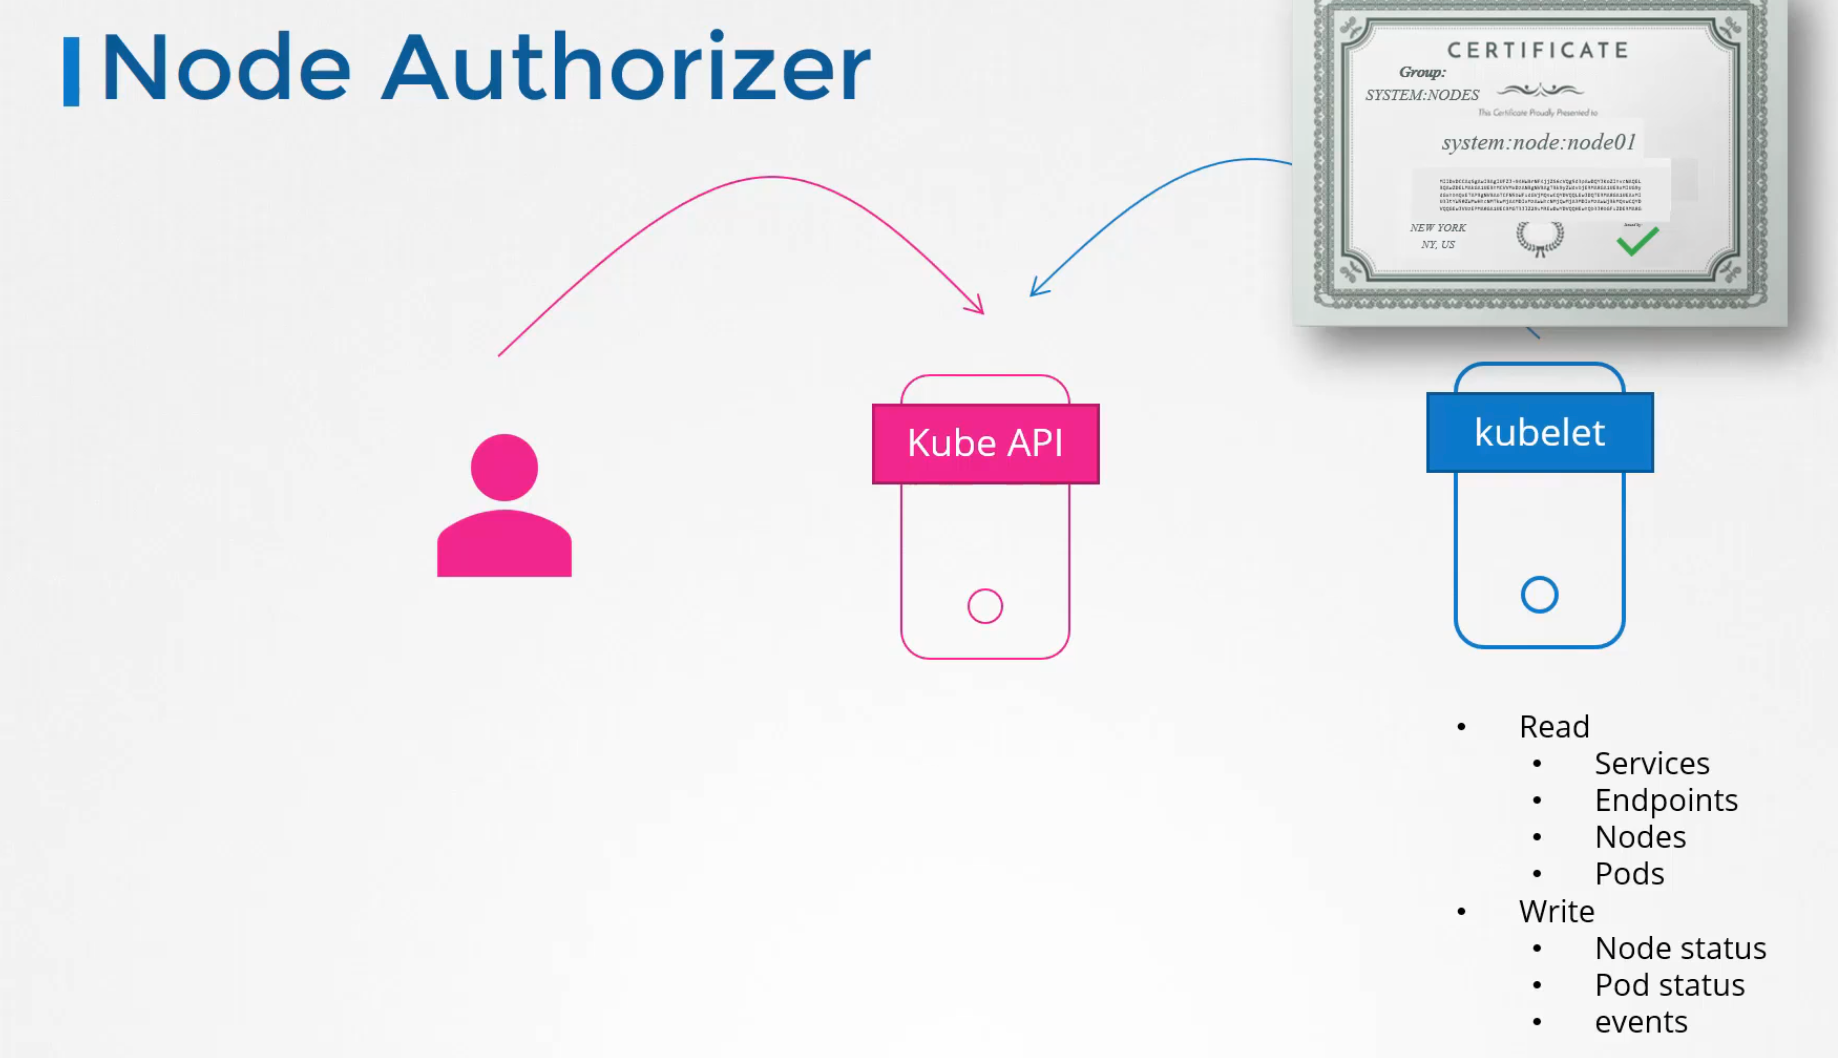 Node Authorizer
CERTIFICATE
Group:
SYSTEM:NODES
This Certificate Proudly Presented to
system:node:node01
NEW YORK
NY, US
Kube API
kubelet
• Read
• Services
• Endpoints
• Nodes
• Pods
• Write
• Node status
• Pod status
• events